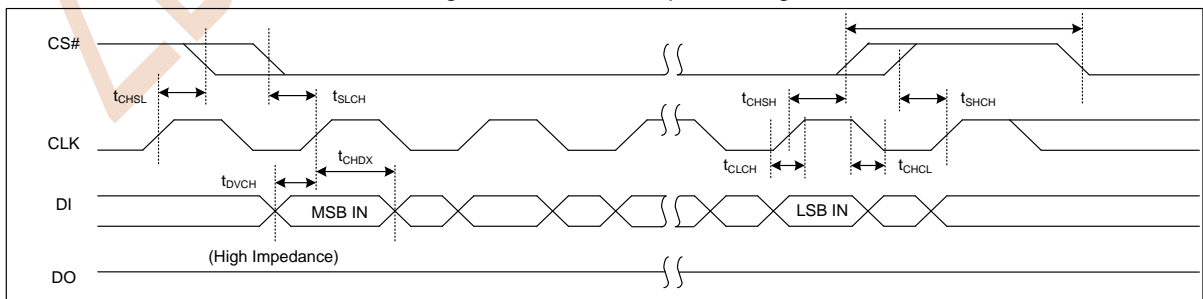 CS#
tCHSL
tSLCH
tCHSH
tSHCH
CLK
tCHDX
tCLCH
tCHCL
tDVCH
DI
MSB IN
LSB IN
(High Impedance)
DO